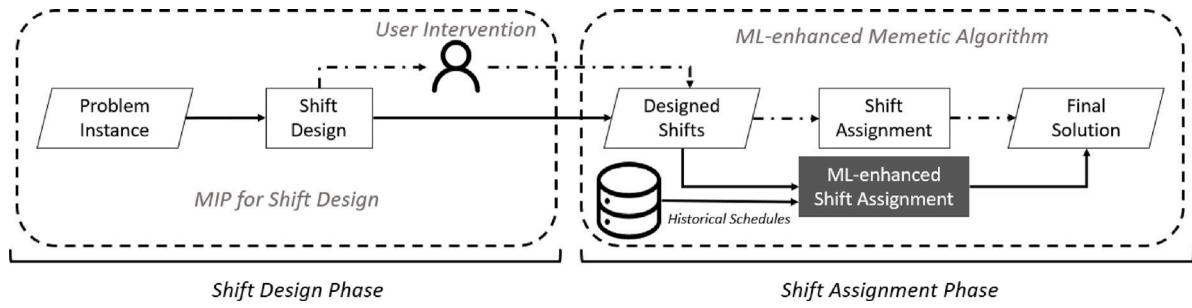 User Intervention
ML-enhanced Memetic Algorithm
Problem
Instance
Shift
Design
Designed
Shifts
Shift
Assignment
Final
Solution
ML-enhanced
Shift Assignment
MIP for Shift Design
Historical Schedules
Shift Design Phase
Shift Assignment Phase